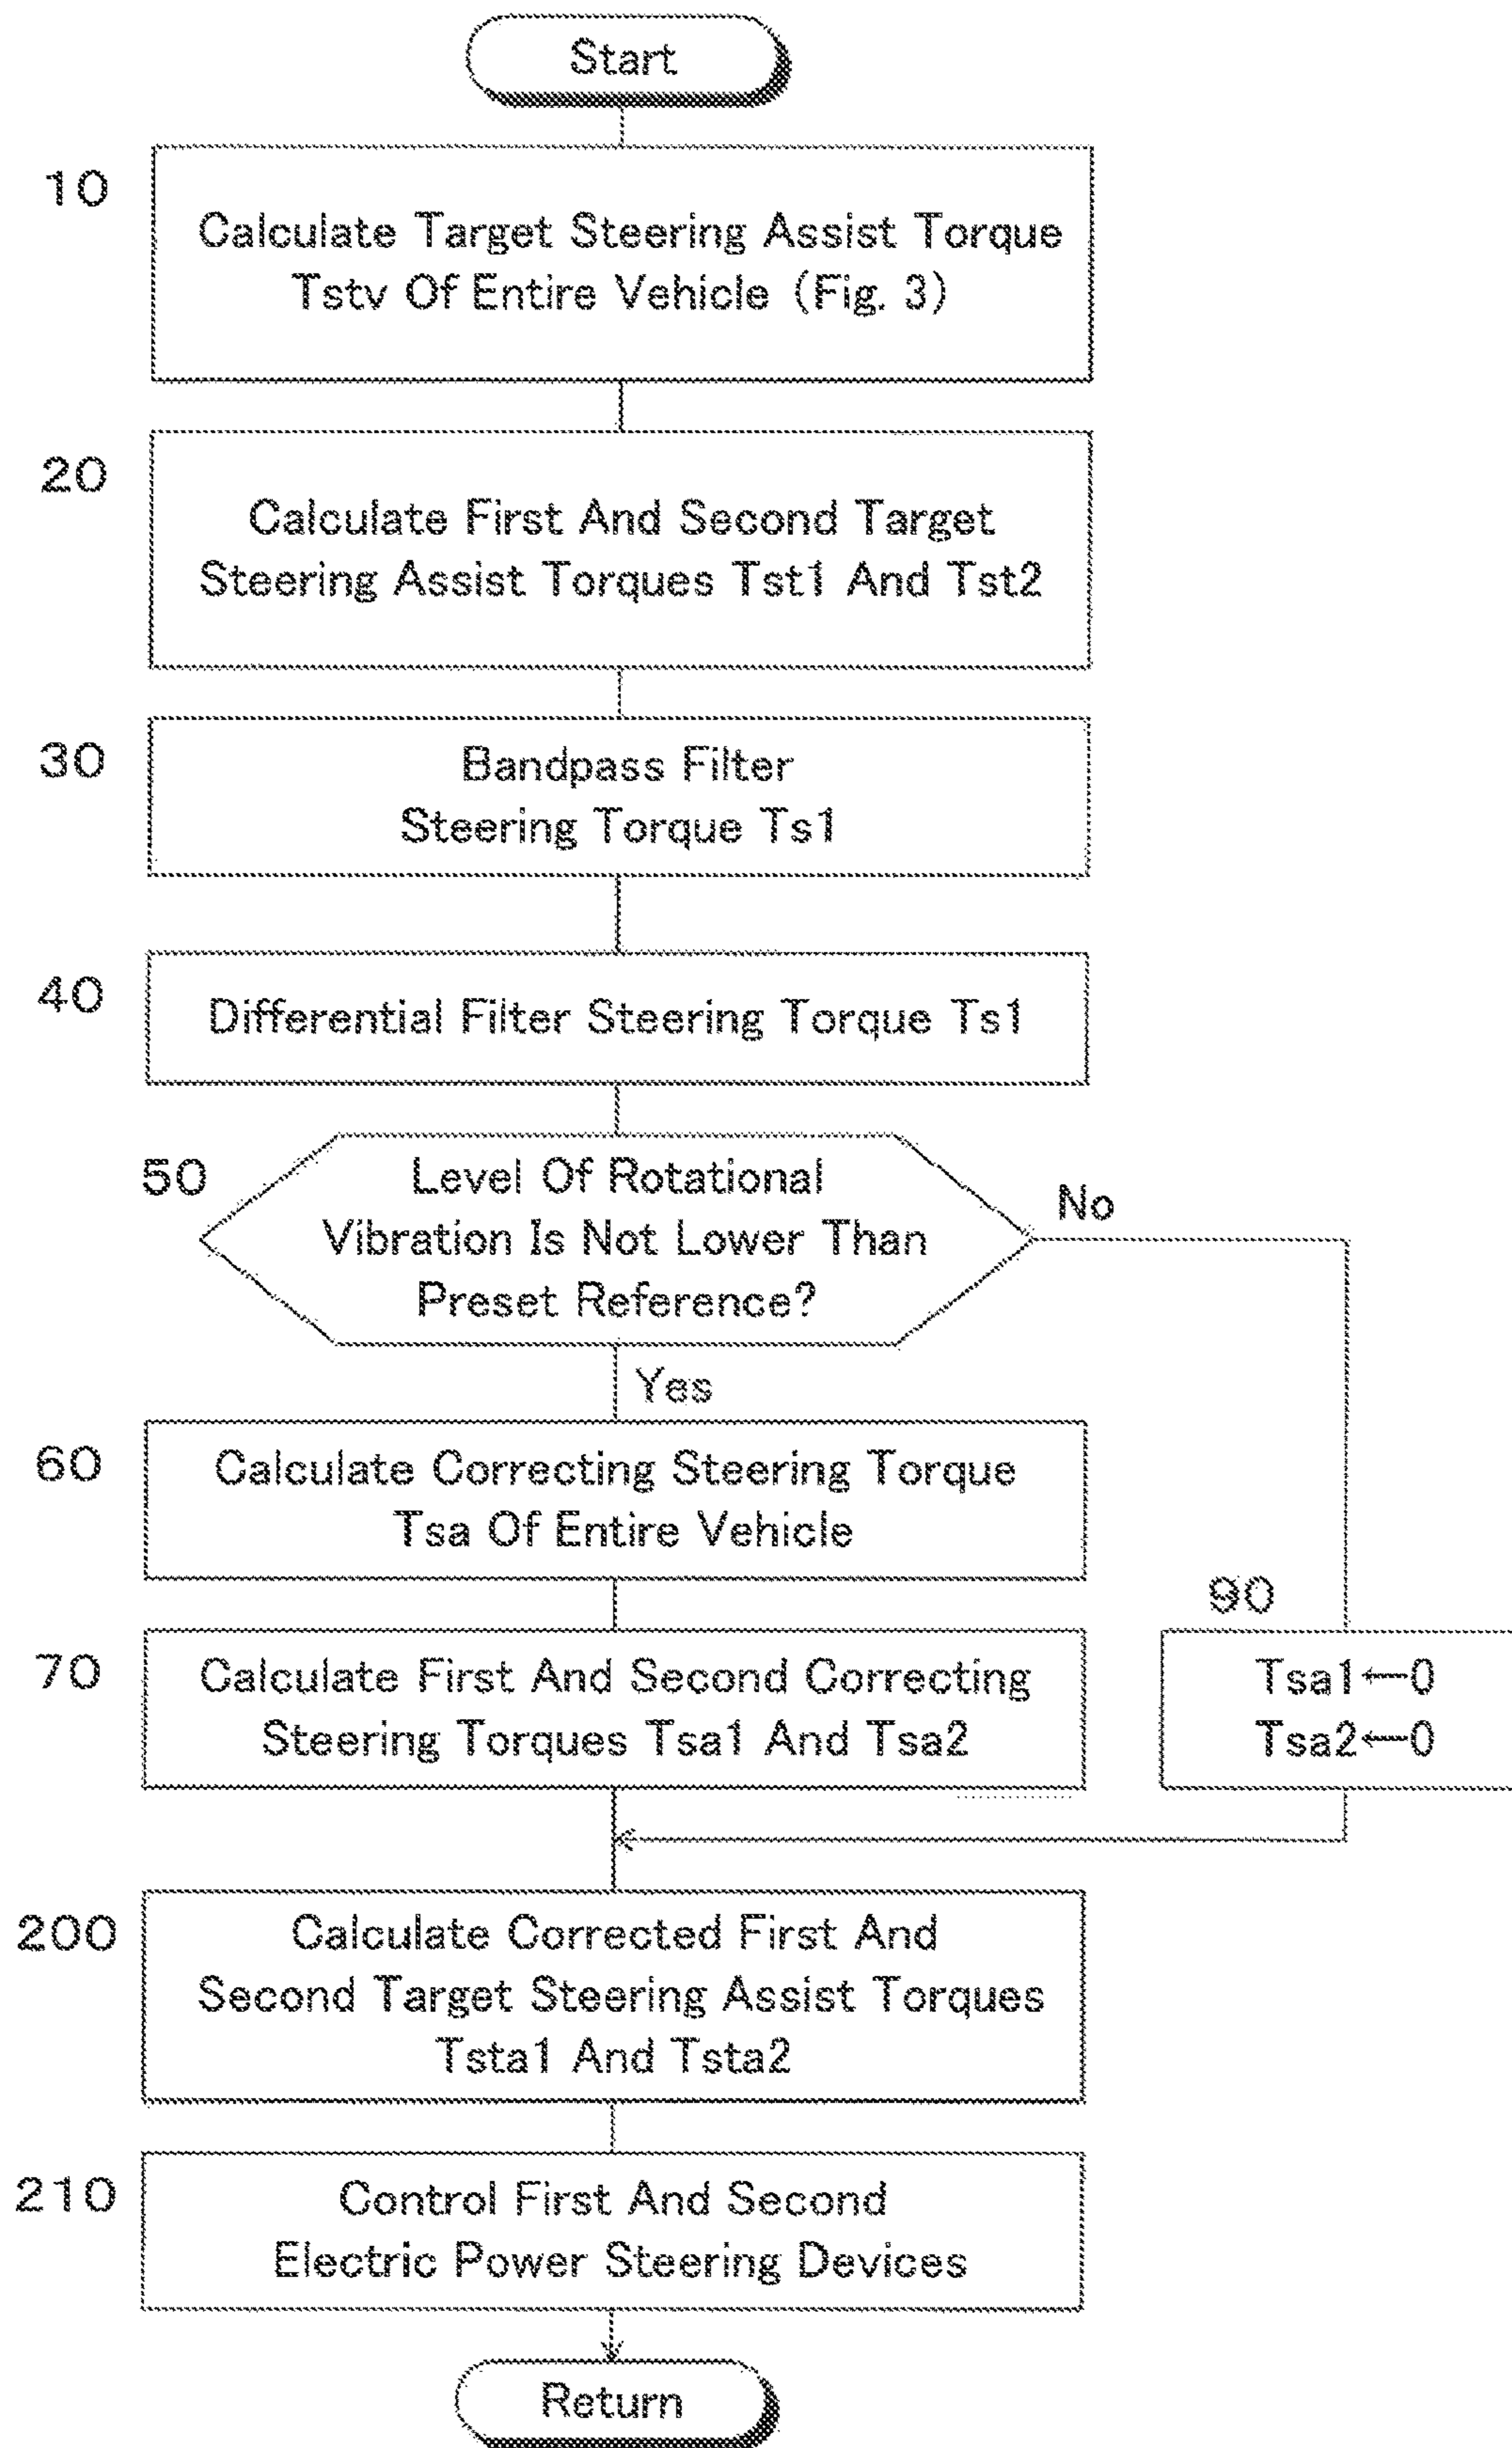 Start
10
Calculate Target Steering Assist Torque
Tstv Of Entire Vehicle (Fig. 3)
20
Calculate First And Second Target
Steering Assist Torques Tst1 And Tst2
30
Bandpass Filter
Steering Torque Ts1
40
Differential Filter Steering Torque Ts1
50
Level Of Rotational
Vibration Is Not Lower Than
Preset Reference?
No
Yes
60
Calculate Correcting Steering Torque
Tsa Of Entire Vehicle
70
Calculate First And Second Correcting
Steering Torques Tsa1 And Tsa2
90
Tsa1←0
Tsa2←0
200
Calculate Corrected First And
Second Target Steering Assist Torques
Tsta1 And Tsta2
210
Control First And Second
Electric Power Steering Devices
Return